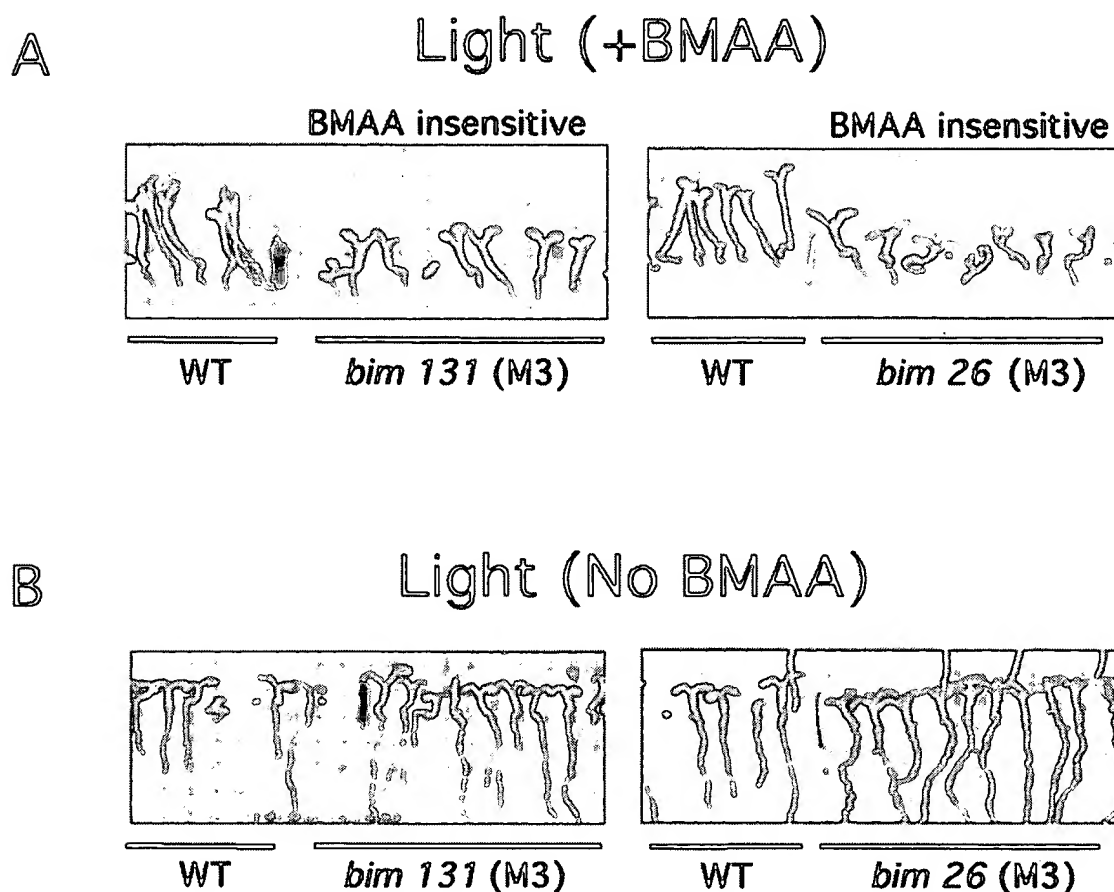 A
Light (+BMAA)
BMAA insensitive
BMAA insensitive
WT
bim 131 (M3)
WT
bim 26 (M3)
B
Light (No BMAA)
WT
bim 131 (M3)
WT
bim 26 (M3)